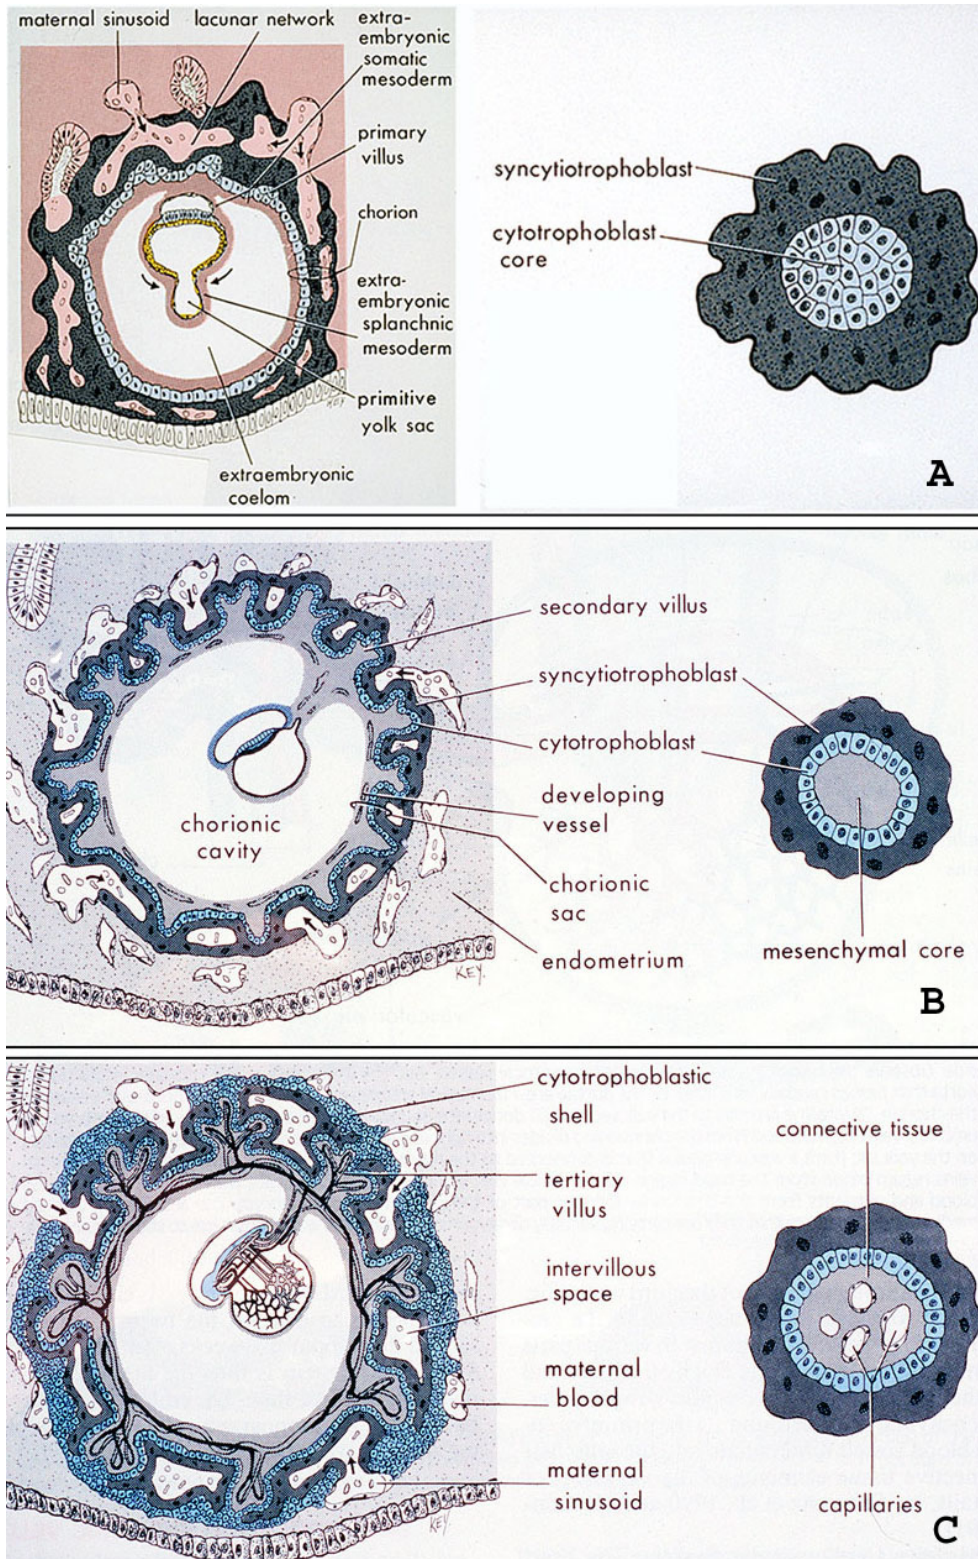 maternal sinusoid
lacunar network
extra-
embryonic
somatic
mesoderm
primary
villus
chorion
extra-
embryonic
splanchnic
mesoderm
primitive
yolk sac
extraembryonic
coelom
syncytiotrophoblast
cytotrophoblast
core
A
secondary villus
syncytiotrophoblast
cytotrophoblast
developing
vessel
chorionic
sac
endometrium
chorionic
cavity
KEY.
mesenchymal core
B
cytotrophoblastic
shell
tertiary
villus
intervillous
space
maternal
blood
maternal
sinusoid
KEY.
connective tissue
capillaries
C